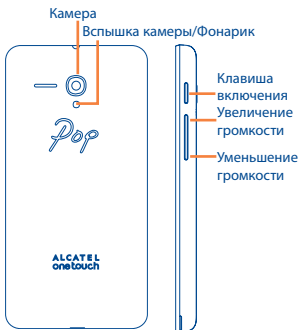 Камера
Вспышка камеры/Фонарик
Клавиша
включения
Увеличение
громкости
Уменьшение
громкости
Pop
ALCATEL
onetouch